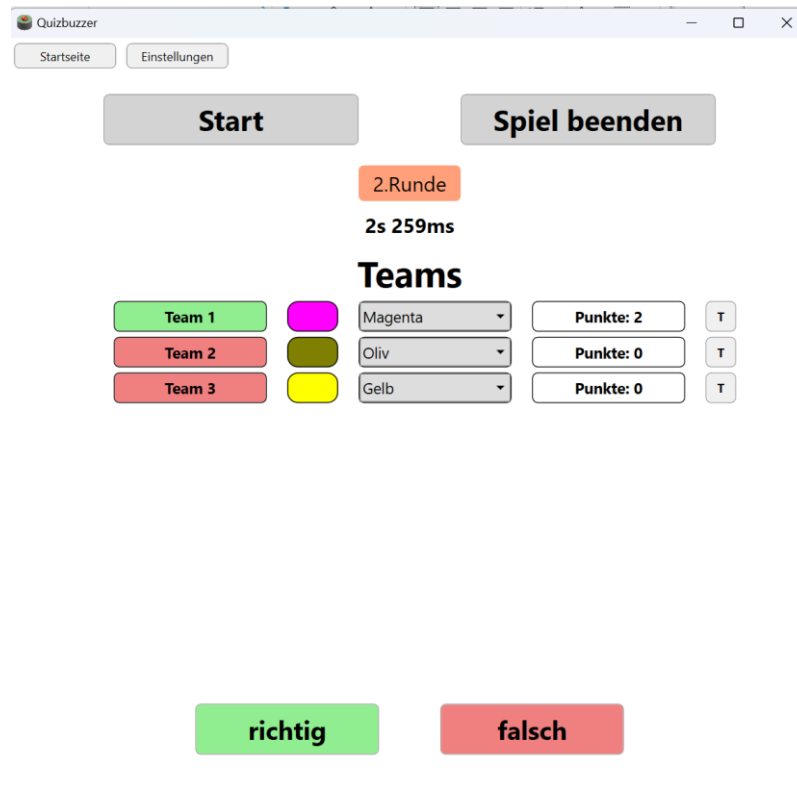 Quizbuzzer
Startseite Einstellungen
Start Spiel beenden
2.Runde
2s 259ms
Teams
Team 1 Magenta Punkte: 2 T
Team 2 Oliv Punkte: 0 T
Team 3 Gelb Punkte: 0 T
richtig falsch